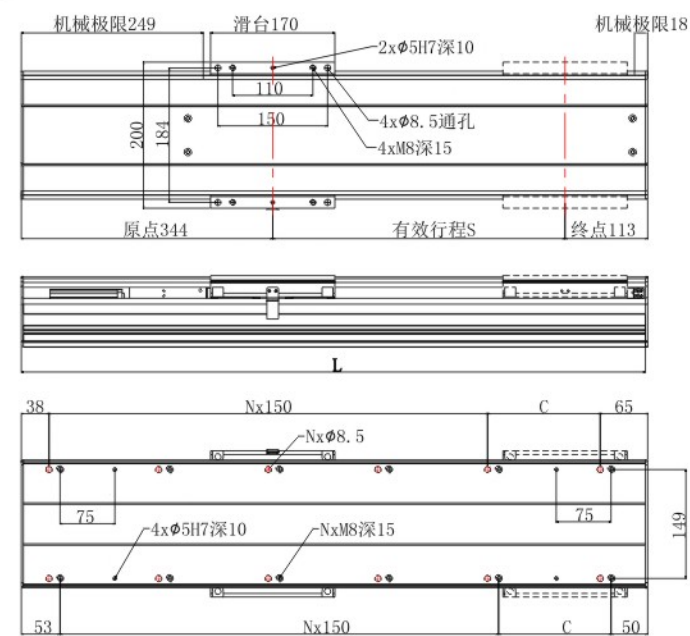 机械极限249
滑台170
机械极限18
2xΦ5H7深10
110
150
4xΦ8.5通孔
4xM8深15
200
184
原点344
有效行程S
终点113
L
38
Nx150
C
65
NxΦ8.5
75
75
4xΦ5H7深10
NxM8深15
149
53
Nx150
C
50